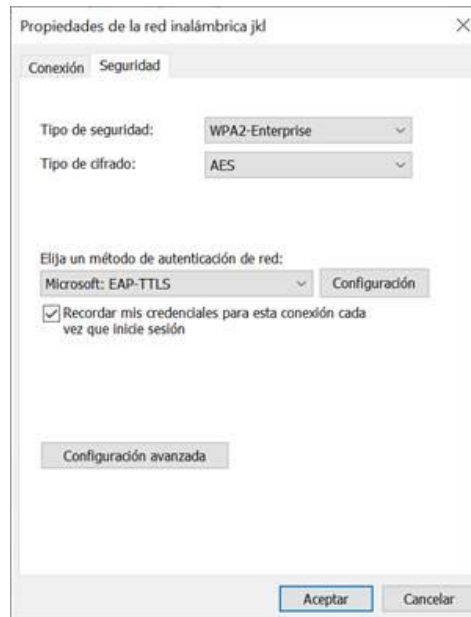 Propiedades de la red inalámbrica jkl
Conexión
Seguridad
Tipo de seguridad:
WPA2-Enterprise
Tipo de cifrado:
AES
Elija un método de autenticación de red:
Microsoft: EAP-TTLS
Configuración
Recordar mis credenciales para esta conexión cada
vez que inicie sesión
Configuración avanzada
Aceptar
Cancelar